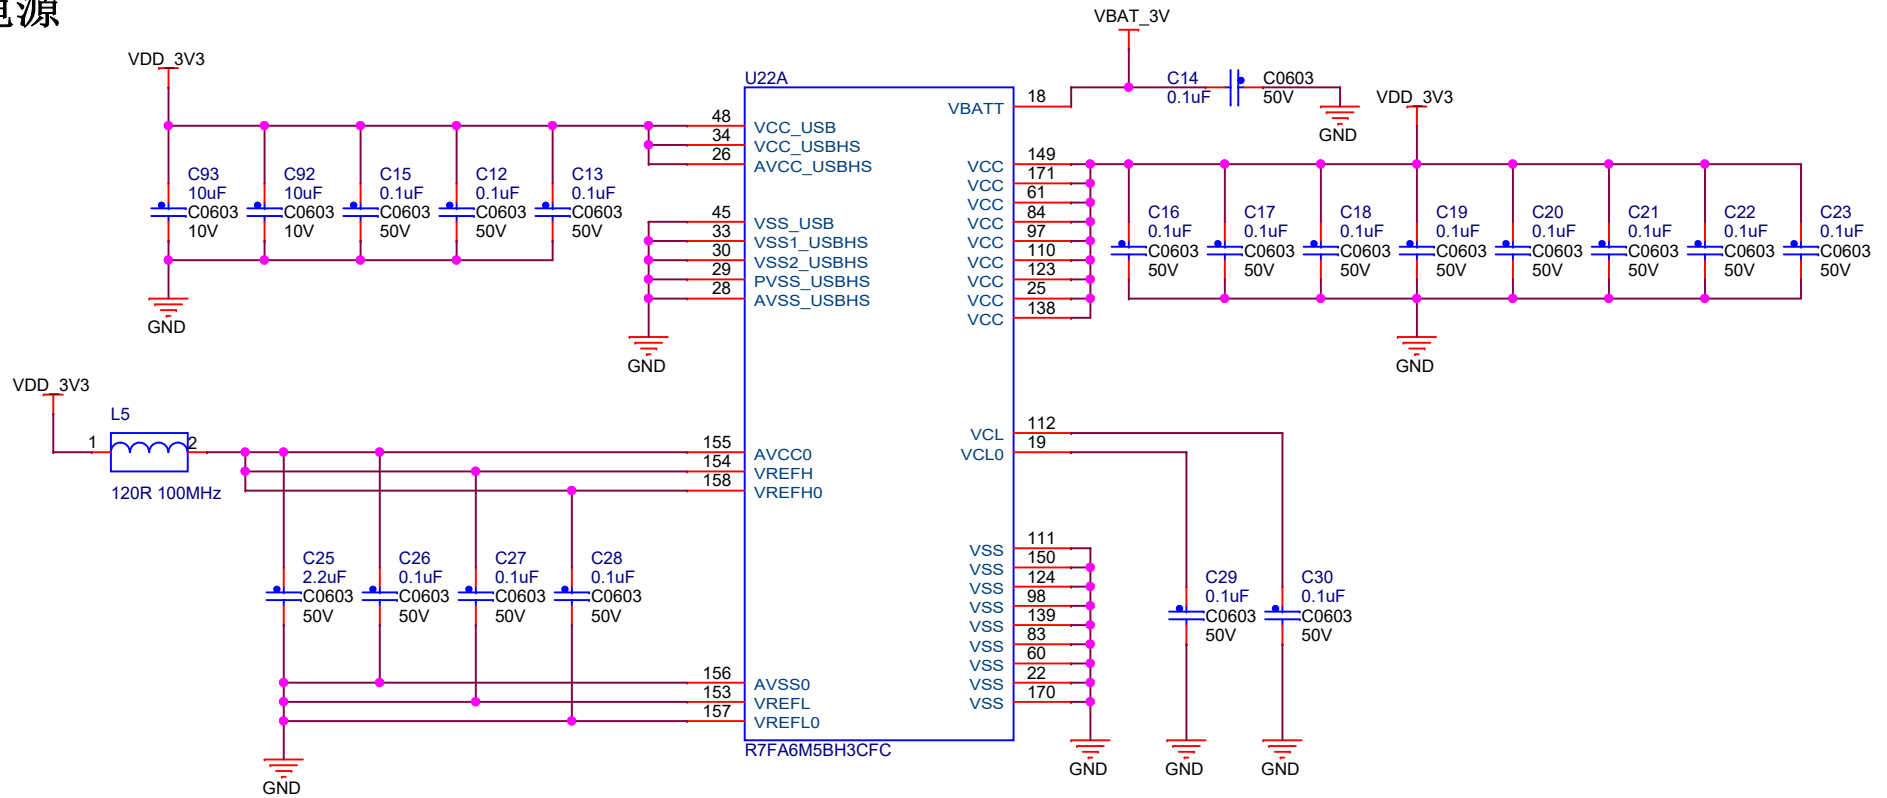 电源
VDD_3V3
C93
10uF
C0603
10V
C92
10uF
C0603
10V
C15
0.1uF
C0603
50V
C12
0.1uF
C0603
50V
C13
0.1uF
C0603
50V
GND
U22A
48
VCC_USB
34
VCC_USBHS
26
AVCC_USBHS
45
VSS_USB
33
VSS1_USBHS
30
VSS2_USBHS
29
PVSS_USBHS
28
AVSS_USBHS
GND
VDD_3V3
L5
1
2
120R 100MHz
155
AVCC0
154
VREFH
158
VREFH0
C25
2.2uF
C0603
50V
C26
0.1uF
C0603
50V
C27
0.1uF
C0603
50V
C28
0.1uF
C0603
50V
156
AVSS0
153
VREFL
157
VREFL0
GND
R7FA6M5BH3CFC
VBAT_3V
18
VBATT
C14
0.1uF
C0603
50V
GND
VDD_3V3
149
VCC
171
VCC
61
VCC
84
VCC
97
VCC
110
VCC
123
VCC
25
VCC
138
VCC
C16
0.1uF
C0603
50V
C17
0.1uF
C0603
50V
C18
0.1uF
C0603
50V
C19
0.1uF
C0603
50V
C20
0.1uF
C0603
50V
C21
0.1uF
C0603
50V
C22
0.1uF
C0603
50V
C23
0.1uF
C0603
50V
GND
112
VCL
19
VCL0
C29
0.1uF
C0603
50V
C30
0.1uF
C0603
50V
111
VSS
150
VSS
124
VSS
98
VSS
139
VSS
83
VSS
60
VSS
22
VSS
170
VSS
GND
GND
GND